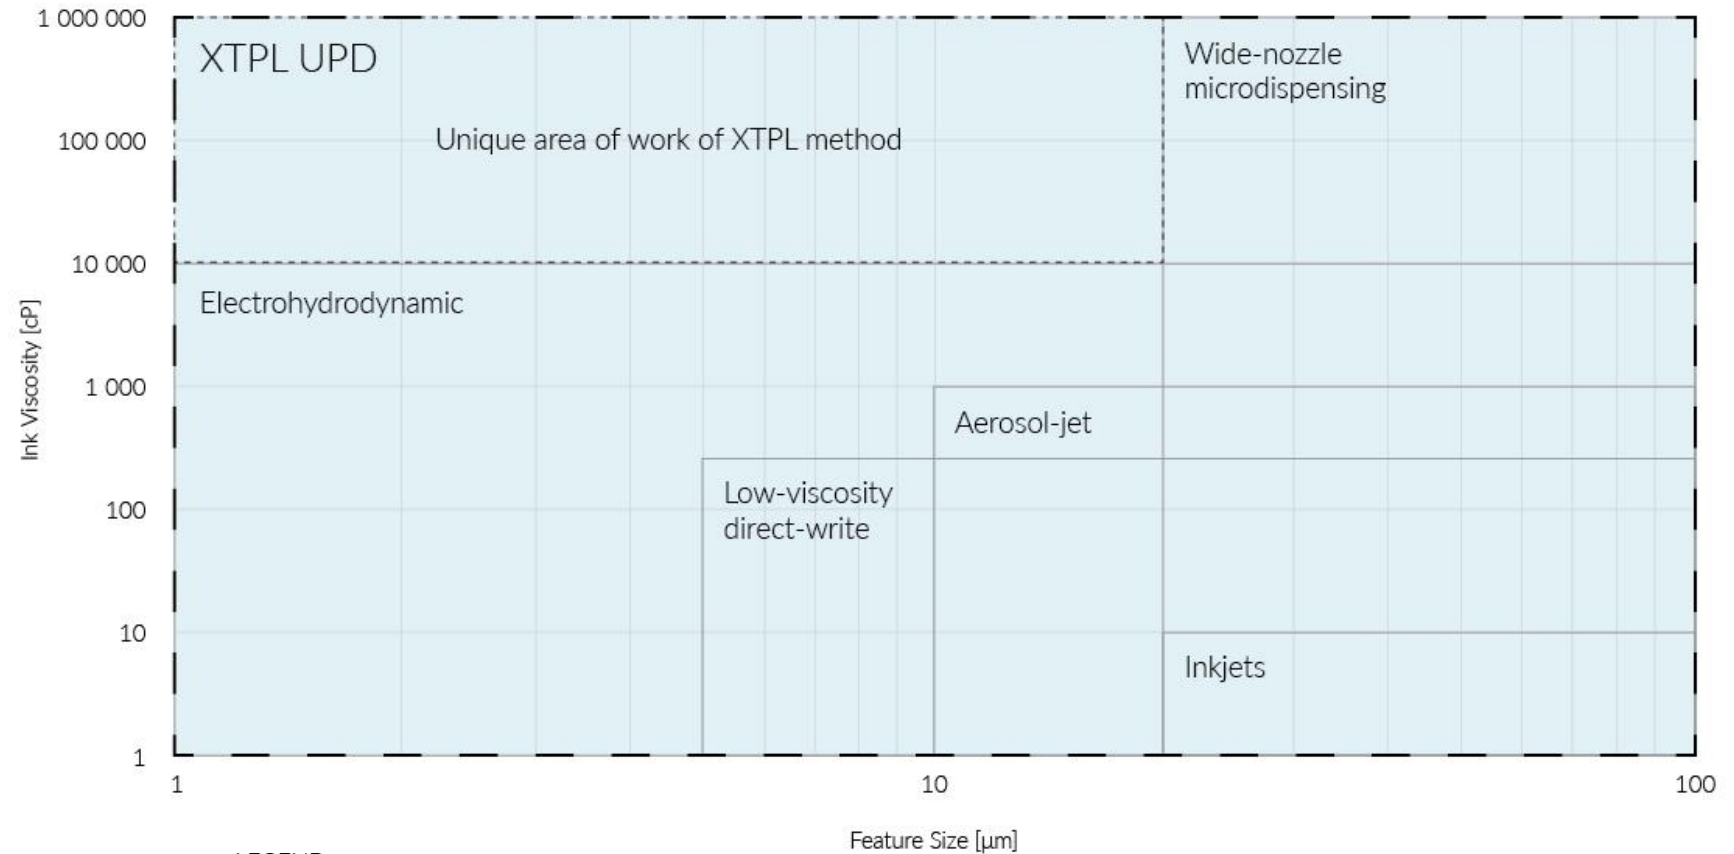 1 000 000
XTPL UPD
Wide-nozzle
microdispensing
100 000
Unique area of work of XTPL method
10 000
Electrohydrodynamic
Ink Viscosity [cP]
1 000
Aerosol-jet
Low-viscosity
direct-write
100
10
Inkjets
1
1 10 100
Feature Size [µm]